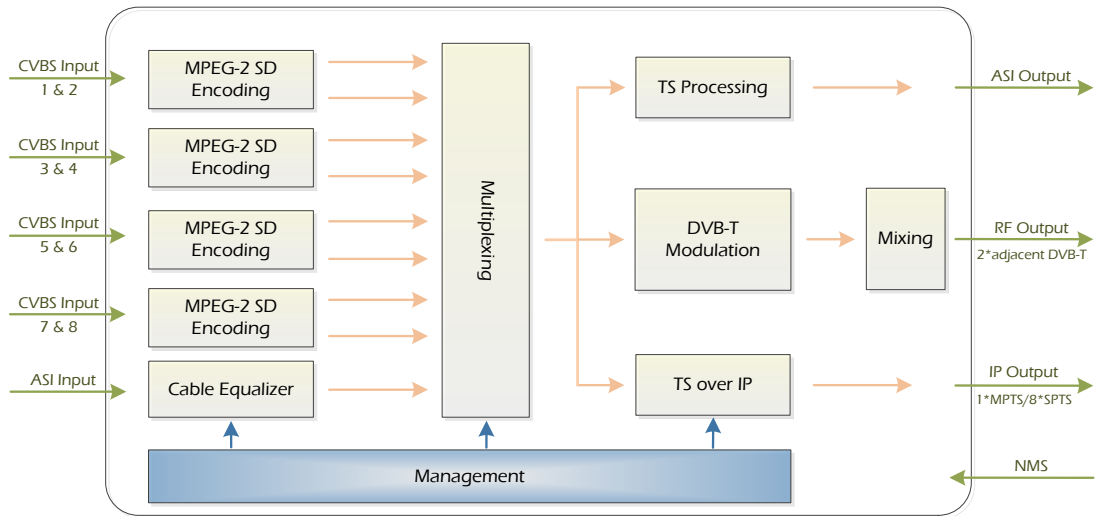 CVBS Input
1 & 2
MPEG-2 SD
Encoding
CVBS Input
3 & 4
MPEG-2 SD
Encoding
CVBS Input
5 & 6
MPEG-2 SD
Encoding
CVBS Input
7 & 8
MPEG-2 SD
Encoding
ASI Input
Cable Equalizer
Multiplexing
TS Processing
ASI Output
DVB-T
Modulation
Mixing
RF Output
2*adjacent DVB-T
TS over IP
IP Output
1*MPTS/8*SPTS
Management
NMS